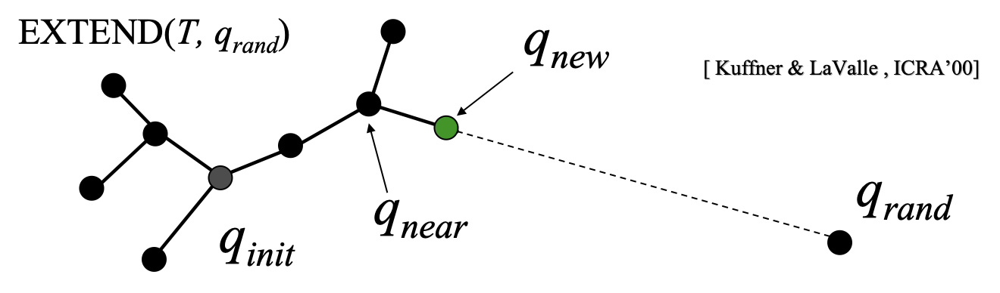 EXTEND(T, q_rand)
q_new
[ Kuffner & LaValle , ICRA’00]
q_near
q_rand
q_init